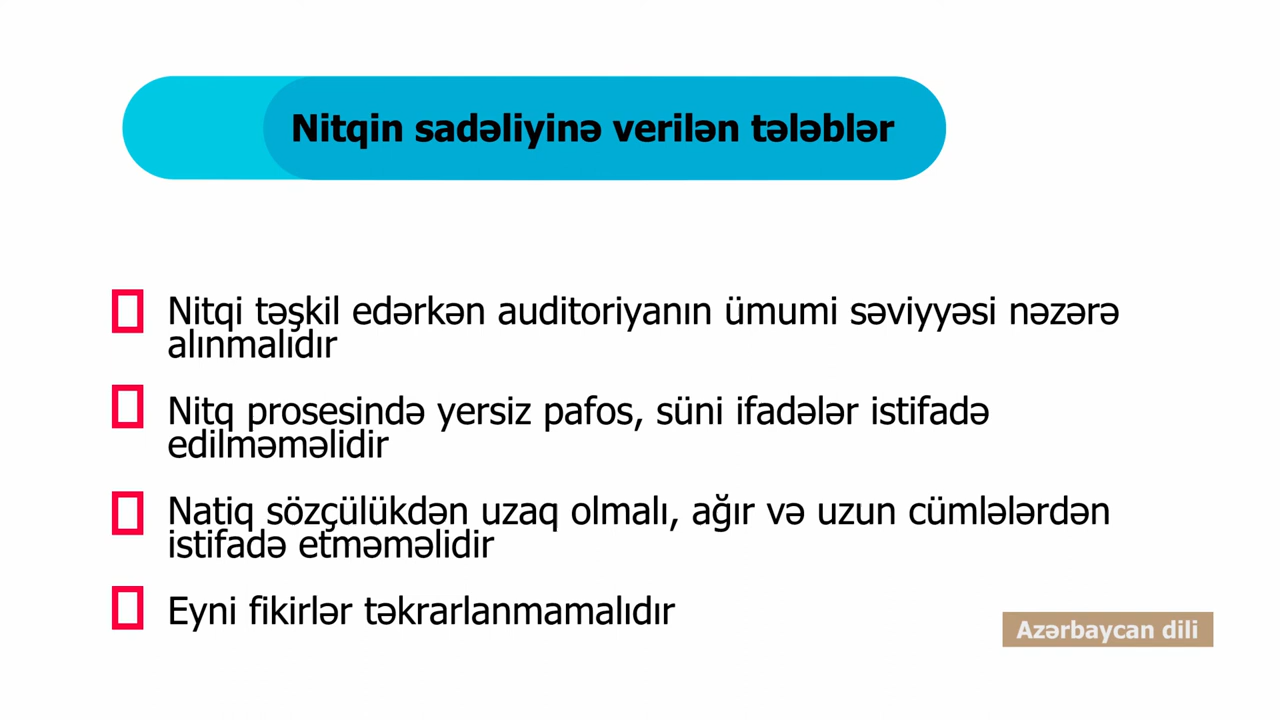 Nitqin sadəliyinə verilən tələblər
Nitqi təşkil edərkən auditoriyanın ümumi səviyyəsi nəzərə
alınmalıdır
Nitq prosesində yersiz pafos, süni ifadələr istifadə
edilməməlidir
Natiq sözçülükdən uzaq olmalı, ağır və uzun cümlələrdən
istifadə etməməlidir
Eyni fikirlər təkrarlanmamalıdır
Azərbaycan dili